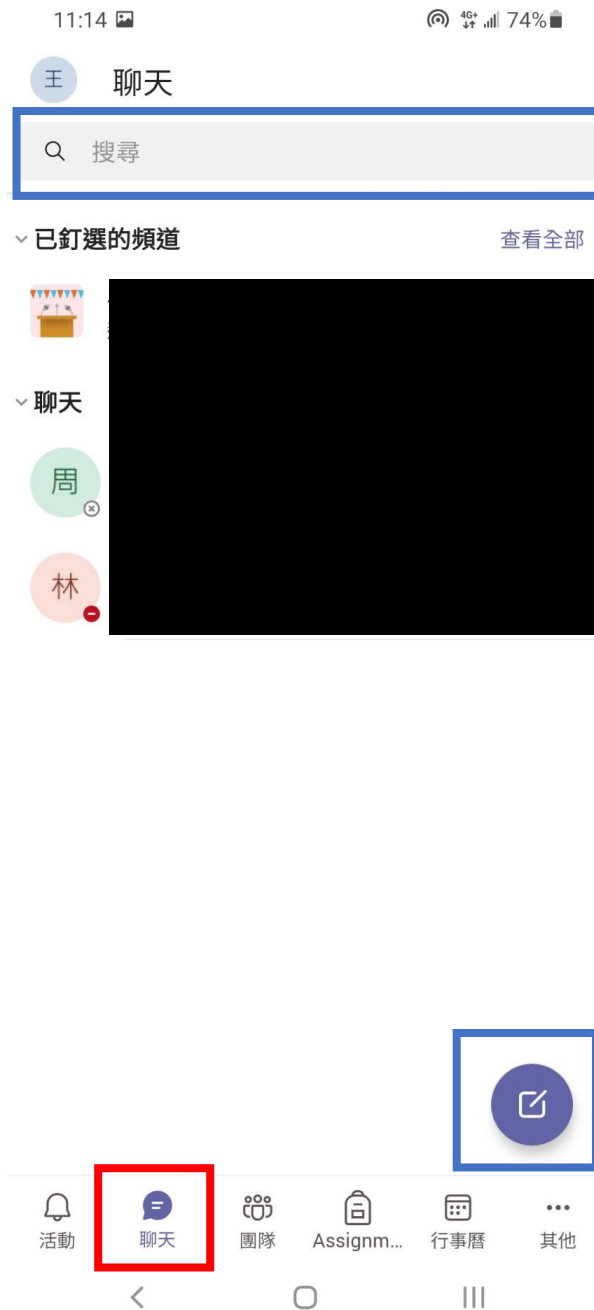 11:14 4G+ 74%
王 聊天
搜尋
已釘選的頻道 查看全部
聊天
周
林
活動 聊天 團隊 Assignm... 行事曆 其他